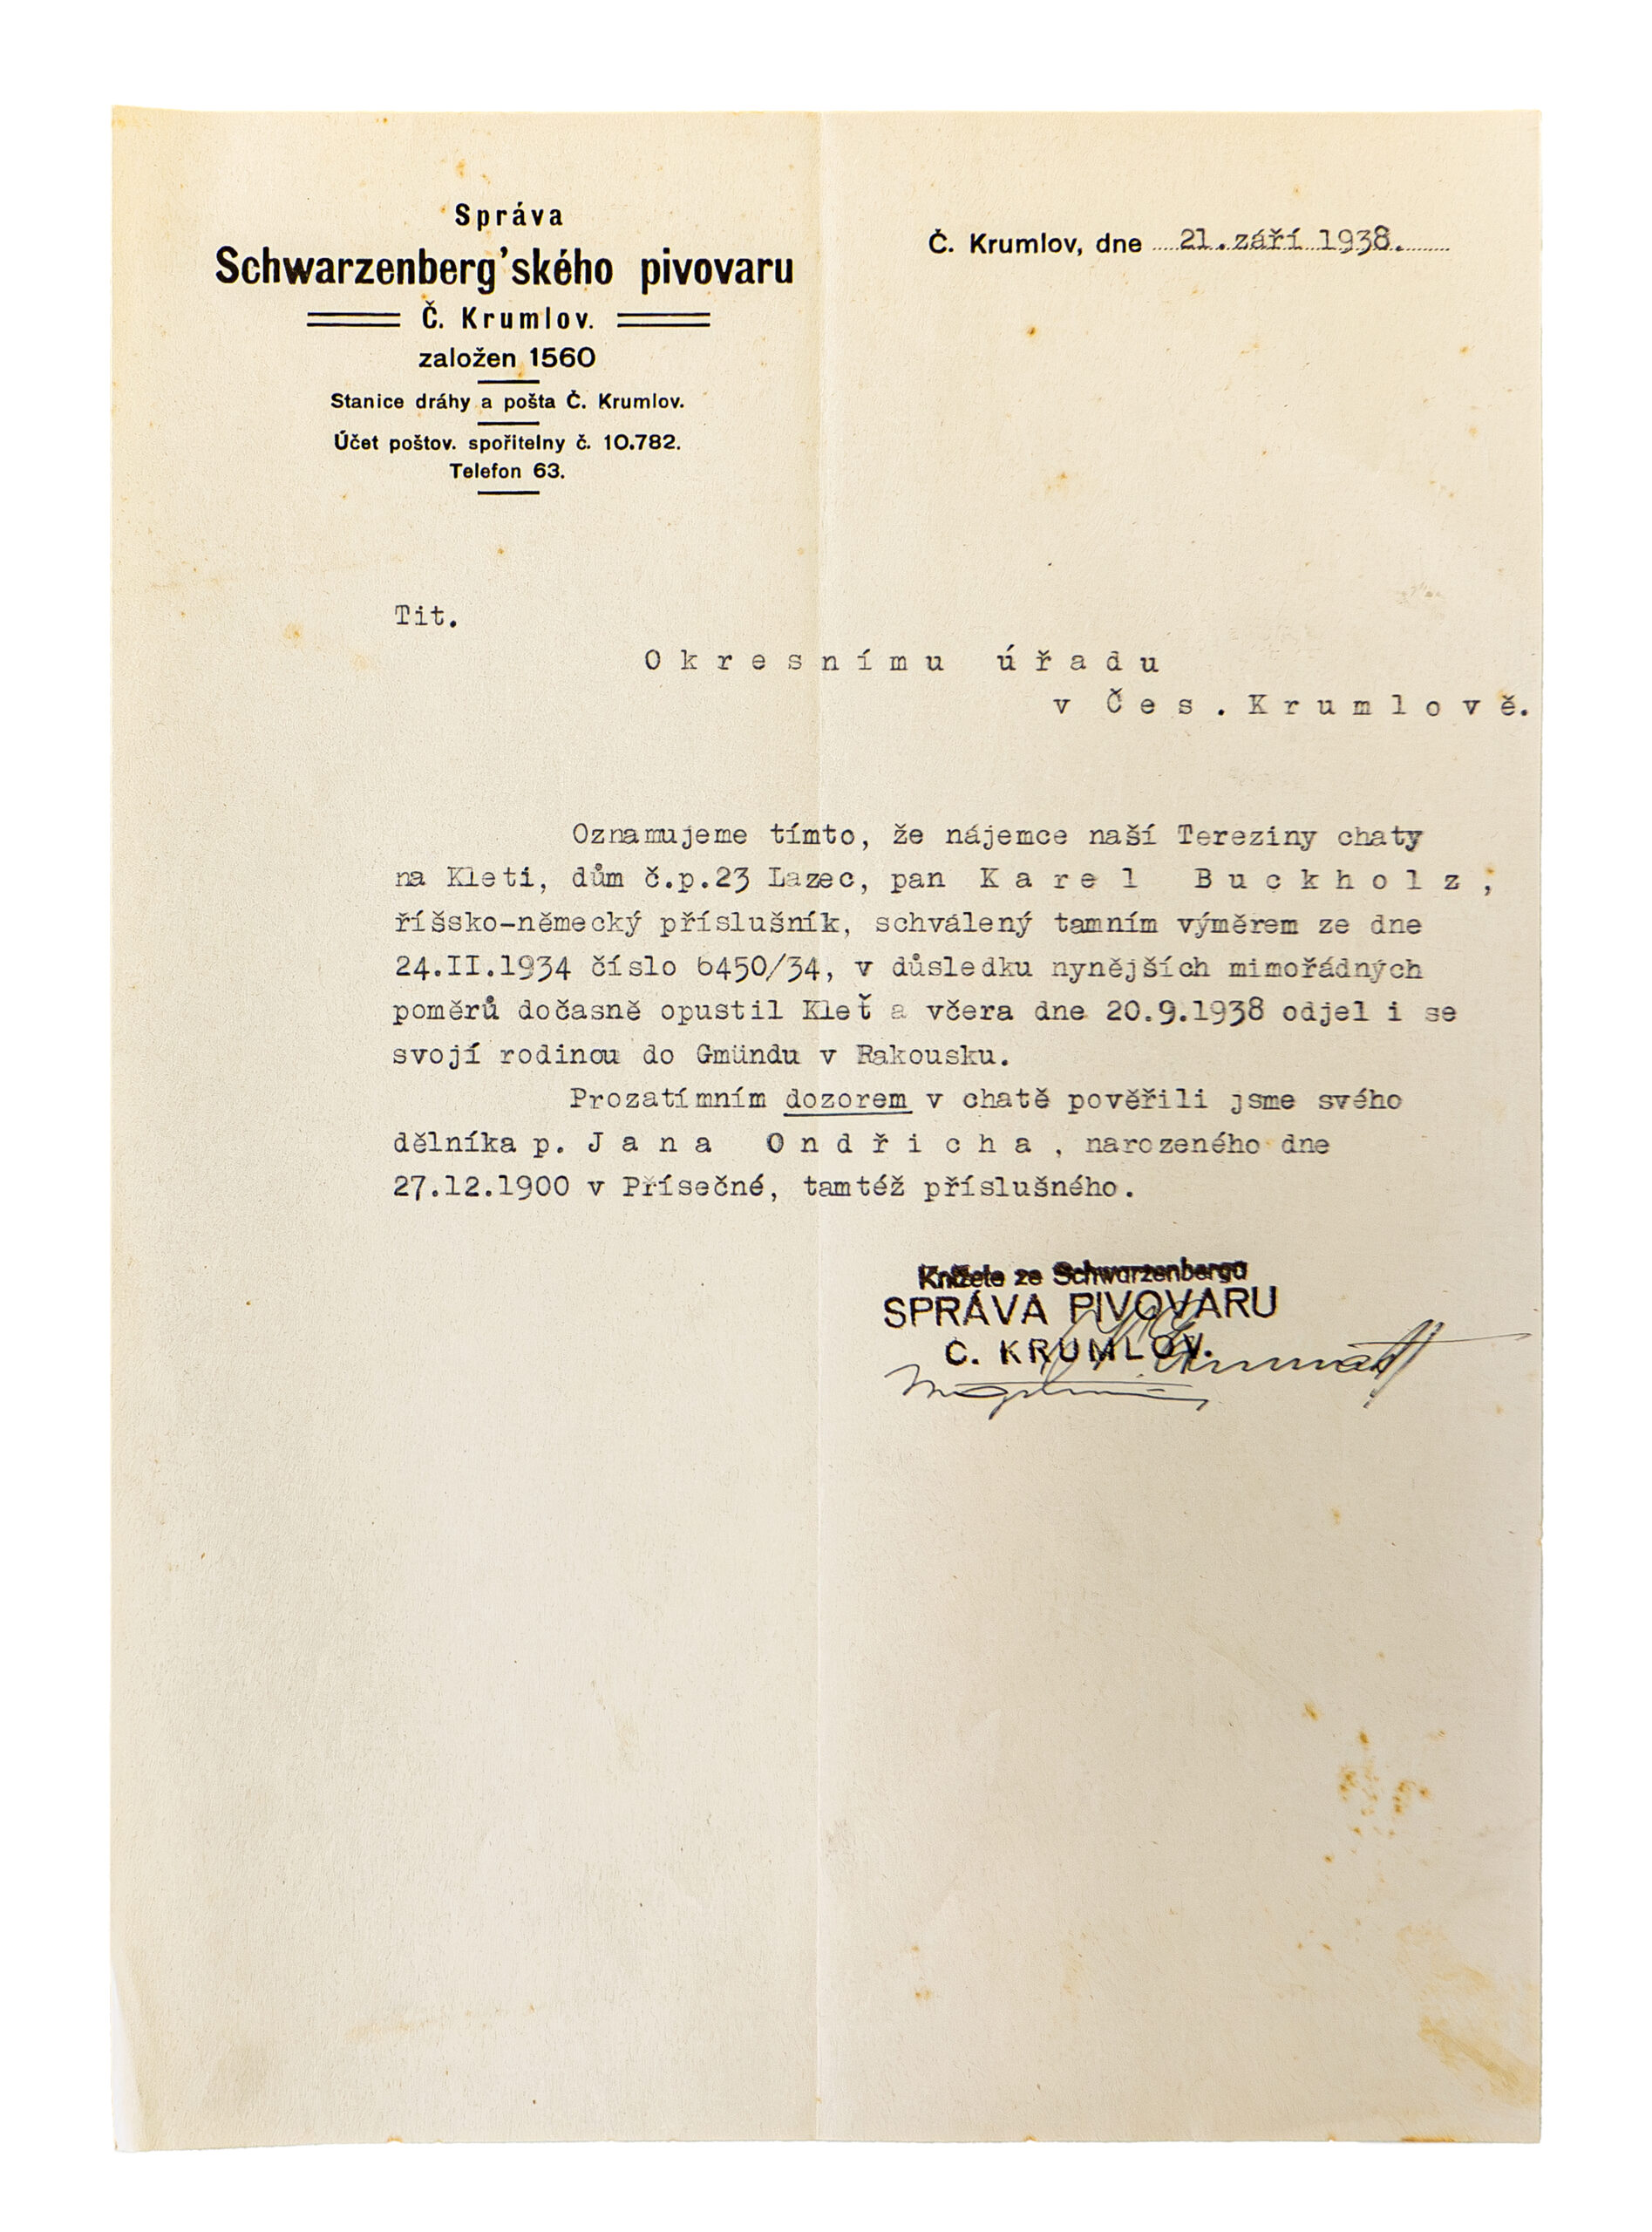 Správa
Schwarzenberg'ského pivovaru
Č. Krumlov.
založen 1560
Stanice dráhy a pošta Č. Krumlov.
Účet poštov. spořitelny č. 10.782.
Telefon 63.
Č. Krumlov, dne 21. září 1938.
Tit.
Okresnímu úřadu
v Čes. Krumlově.
Oznamujeme tímto, že nájemce naší Tereziny chaty
na Kleti, dům č.p.23 Lazec, pan Karel Buckholz,
říšsko-německý příslušník, schválený tamním výměrem ze dne
24.II.1934 číslo 6450/34, v důsledku nynějších mimořádných
poměrů dočasně opustil Kleť a včera dne 20.9.1938 odjel i se
svojí rodinou do Gmündu v Rakousku.
Prozatímním dozorem v chatě pověřili jsme svého
dělníka p. Jana Ondřicha, narozeného dne
27.12.1900 v Přísečné, tamtéž příslušného.
Knížete ze Schwarzenberga
SPRÁVA PIVOVARU
Č. KRUMLOV.